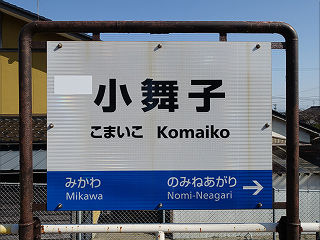 小舞子
こまいこ Komaiko
みかわ のみねあがり →
Mikawa Nomi-Neagari